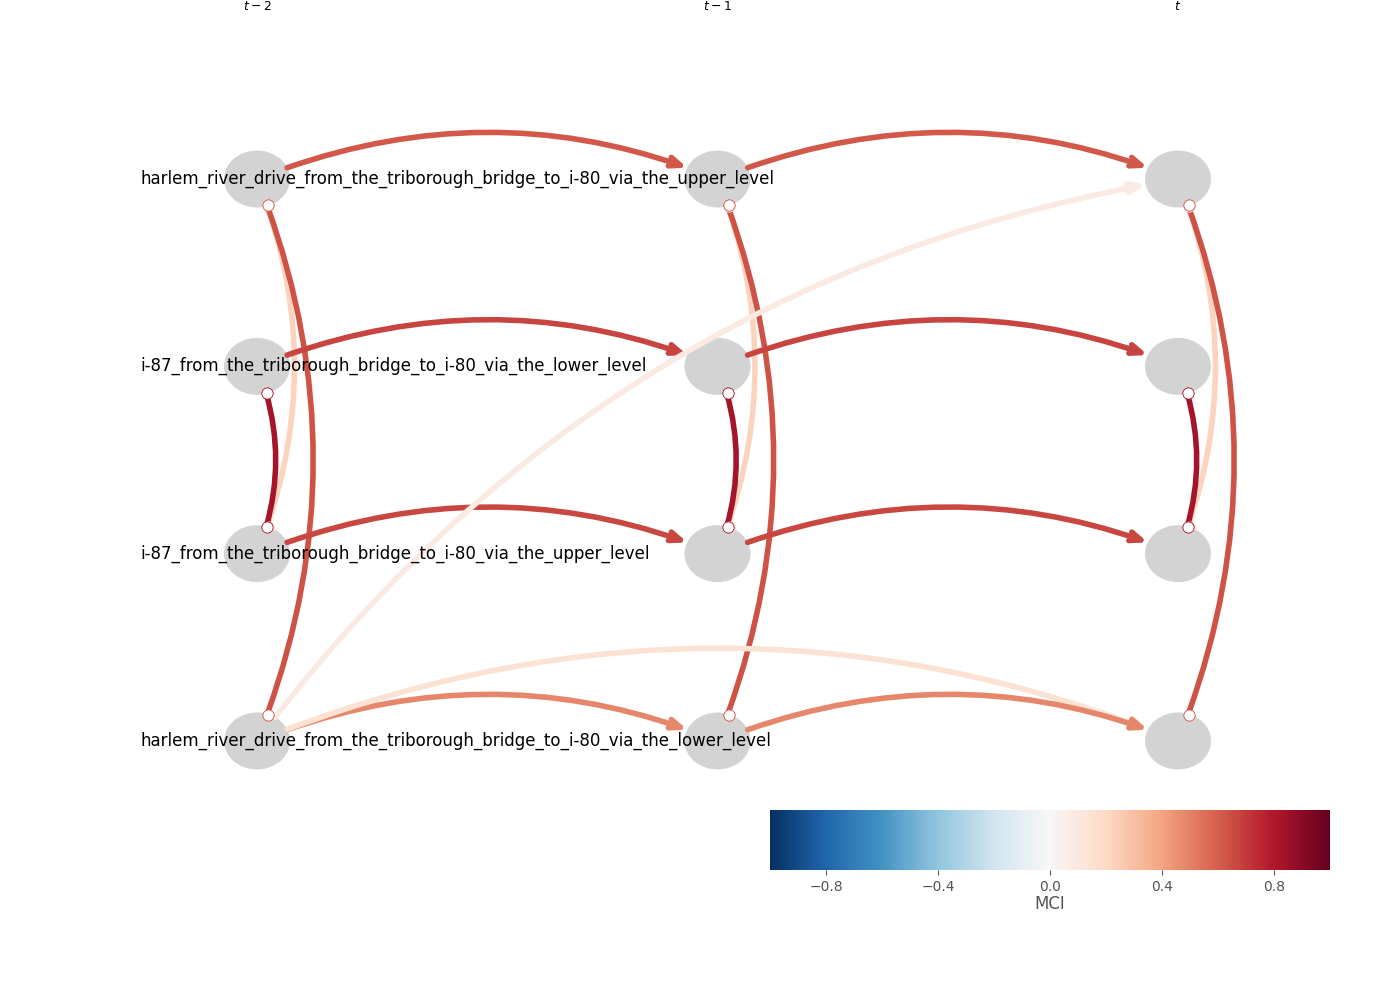 t − 2 t − 1 t
harlem_river_drive_from_the_triborough_bridge_to_i-80_via_the_upper_level
i-87_from_the_triborough_bridge_to_i-80_via_the_lower_level
i-87_from_the_triborough_bridge_to_i-80_via_the_upper_level
harlem_river_drive_from_the_triborough_bridge_to_i-80_via_the_lower_level
−0.8 −0.4 0.0 0.4 0.8
MCI